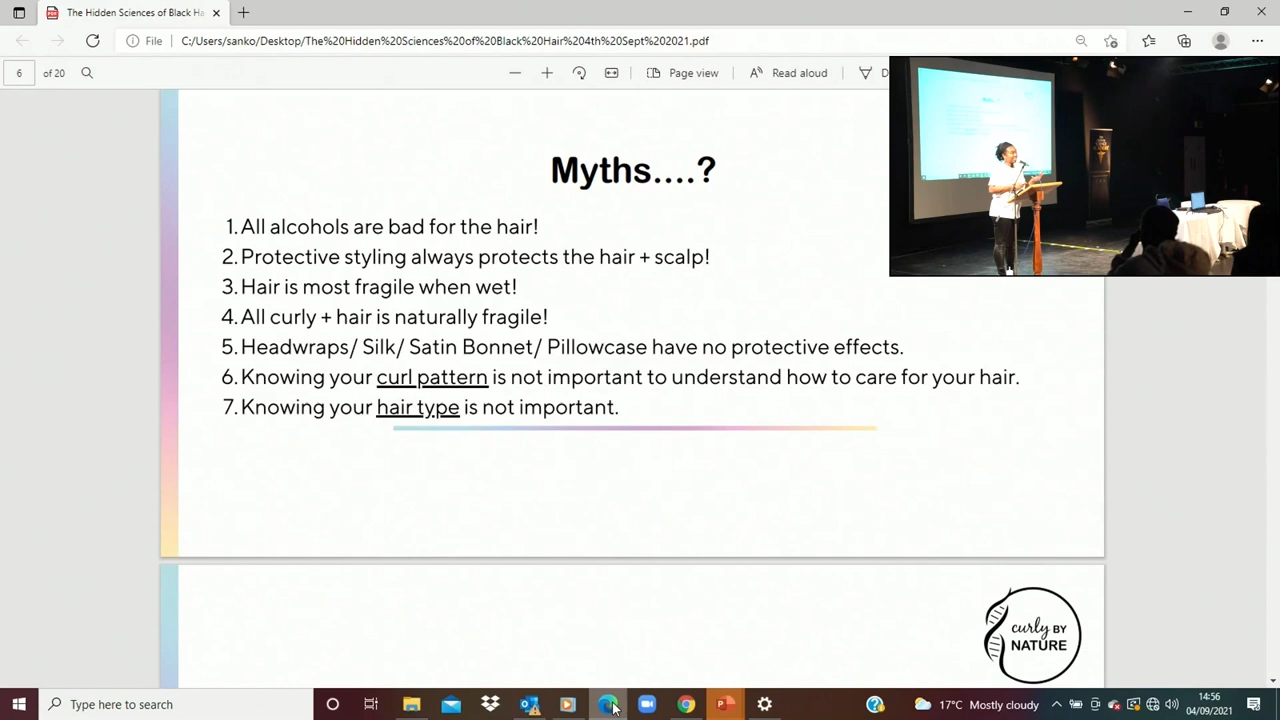 The Hidden Sciences of Black Ha
File
C:/Users/sanko/Desktop/The%20Hidden%20Sciences%20of%20Black%20Hair%204th%20Sept%202021.pdf
6 of 20
Page view
Read aloud
D
Myths....?
1. All alcohols are bad for the hair!
2. Protective styling always protects the hair + scalp!
3. Hair is most fragile when wet!
4. All curly + hair is naturally fragile!
5. Headwraps/ Silk/ Satin Bonnet/ Pillowcase have no protective effects.
6. Knowing your curl pattern is not important to understand how to care for your hair.
7. Knowing your hair type is not important.
curly BY
NATURE
Type here to search
17°C Mostly cloudy
14:56
04/09/2021